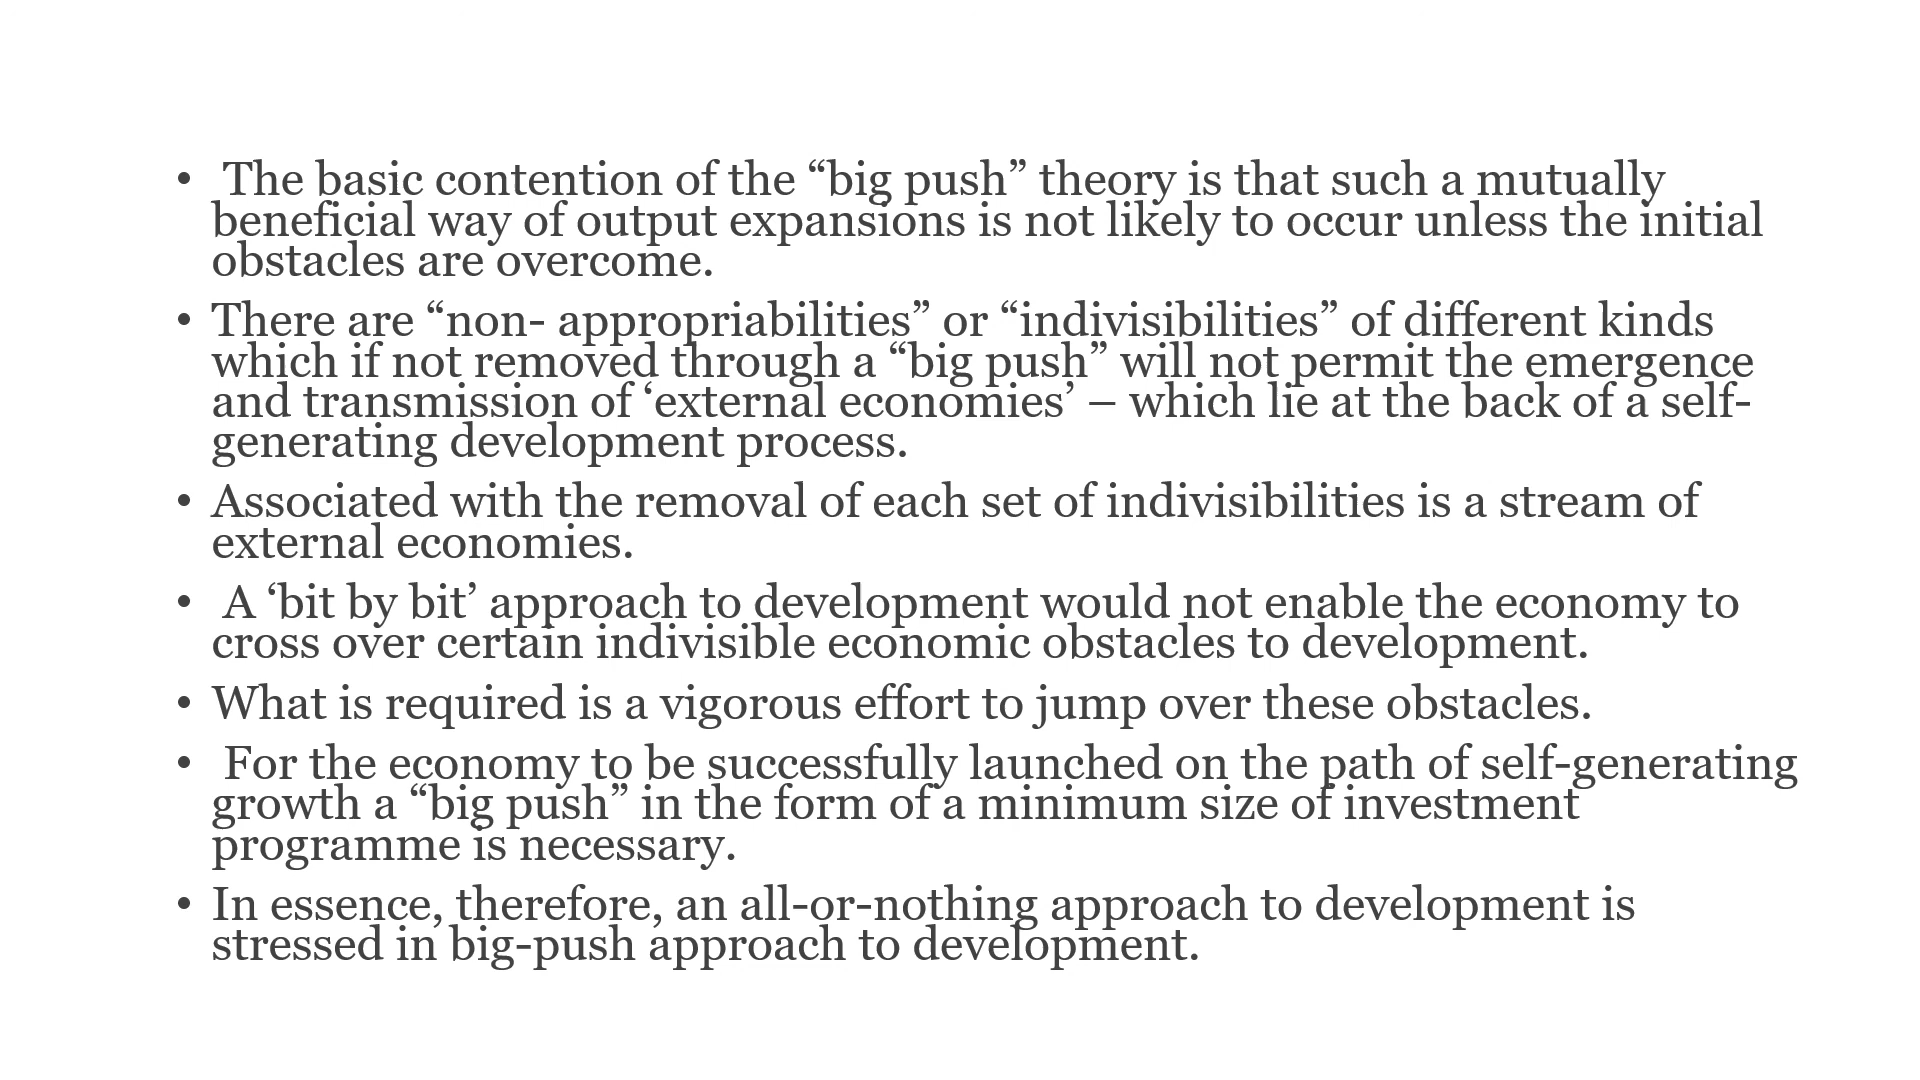 • The basic contention of the “big push” theory is that such a mutually
beneficial way of output expansions is not likely to occur unless the initial
obstacles are overcome.
• There are “non- appropriabilities” or “indivisibilities” of different kinds
which if not removed through a “big push” will not permit the emergence
and transmission of ‘external economies’ – which lie at the back of a self-
generating development process.
• Associated with the removal of each set of indivisibilities is a stream of
external economies.
• A ‘bit by bit’ approach to development would not enable the economy to
cross over certain indivisible economic obstacles to development.
• What is required is a vigorous effort to jump over these obstacles.
• For the economy to be successfully launched on the path of self-generating
growth a “big push” in the form of a minimum size of investment
programme is necessary.
• In essence, therefore, an all-or-nothing approach to development is
stressed in big-push approach to development.